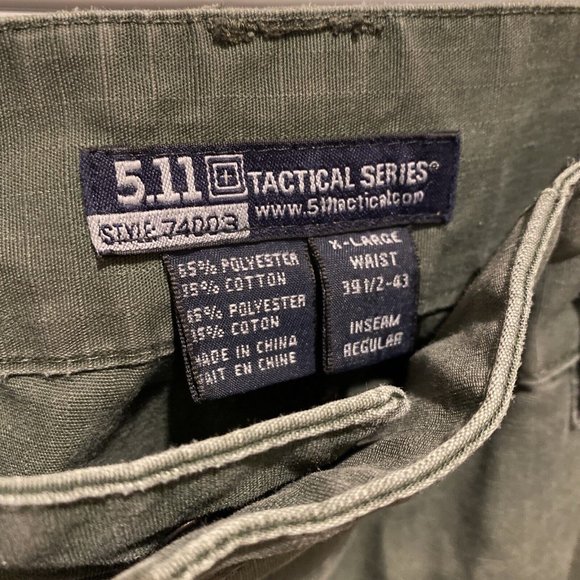 5.11 TACTICAL SERIES®
www.511tactical.com
STYLE 74003
65% POLYESTER
35% COTTON
65% POLYESTER
35% COTON
MADE IN CHINA
FAIT EN CHINE
X-LARGE
WAIST
39 1/2-43
INSEAM
REGULAR